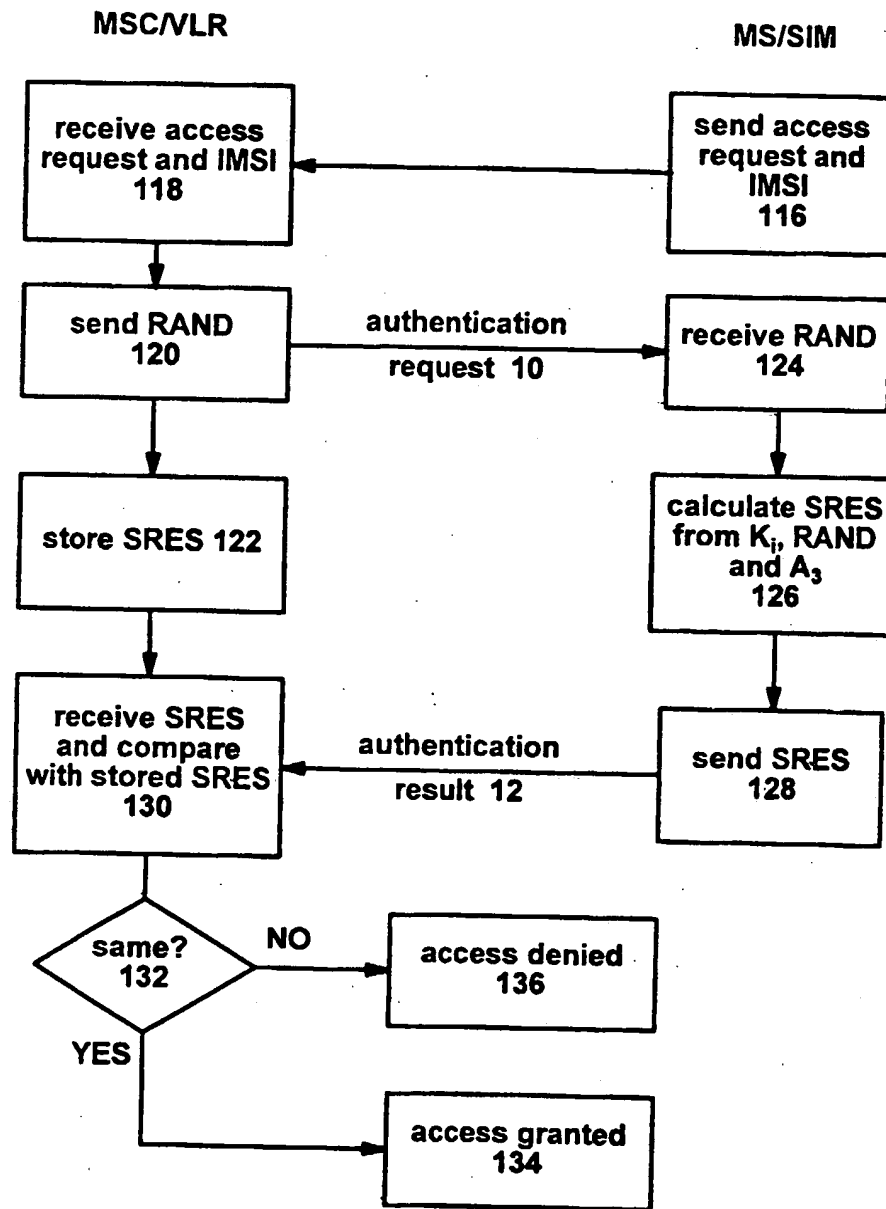 MSC/VLR
MS/SIM
receive access
request and IMSI
118
send access
request and
IMSI
116
send RAND
120
authentication
request 10
receive RAND
124
store SRES 122
calculate SRES
from Ki, RAND
and A3
126
receive SRES
and compare
with stored SRES
130
authentication
result 12
send SRES
128
same?
132
NO
access denied
136
YES
access granted
134